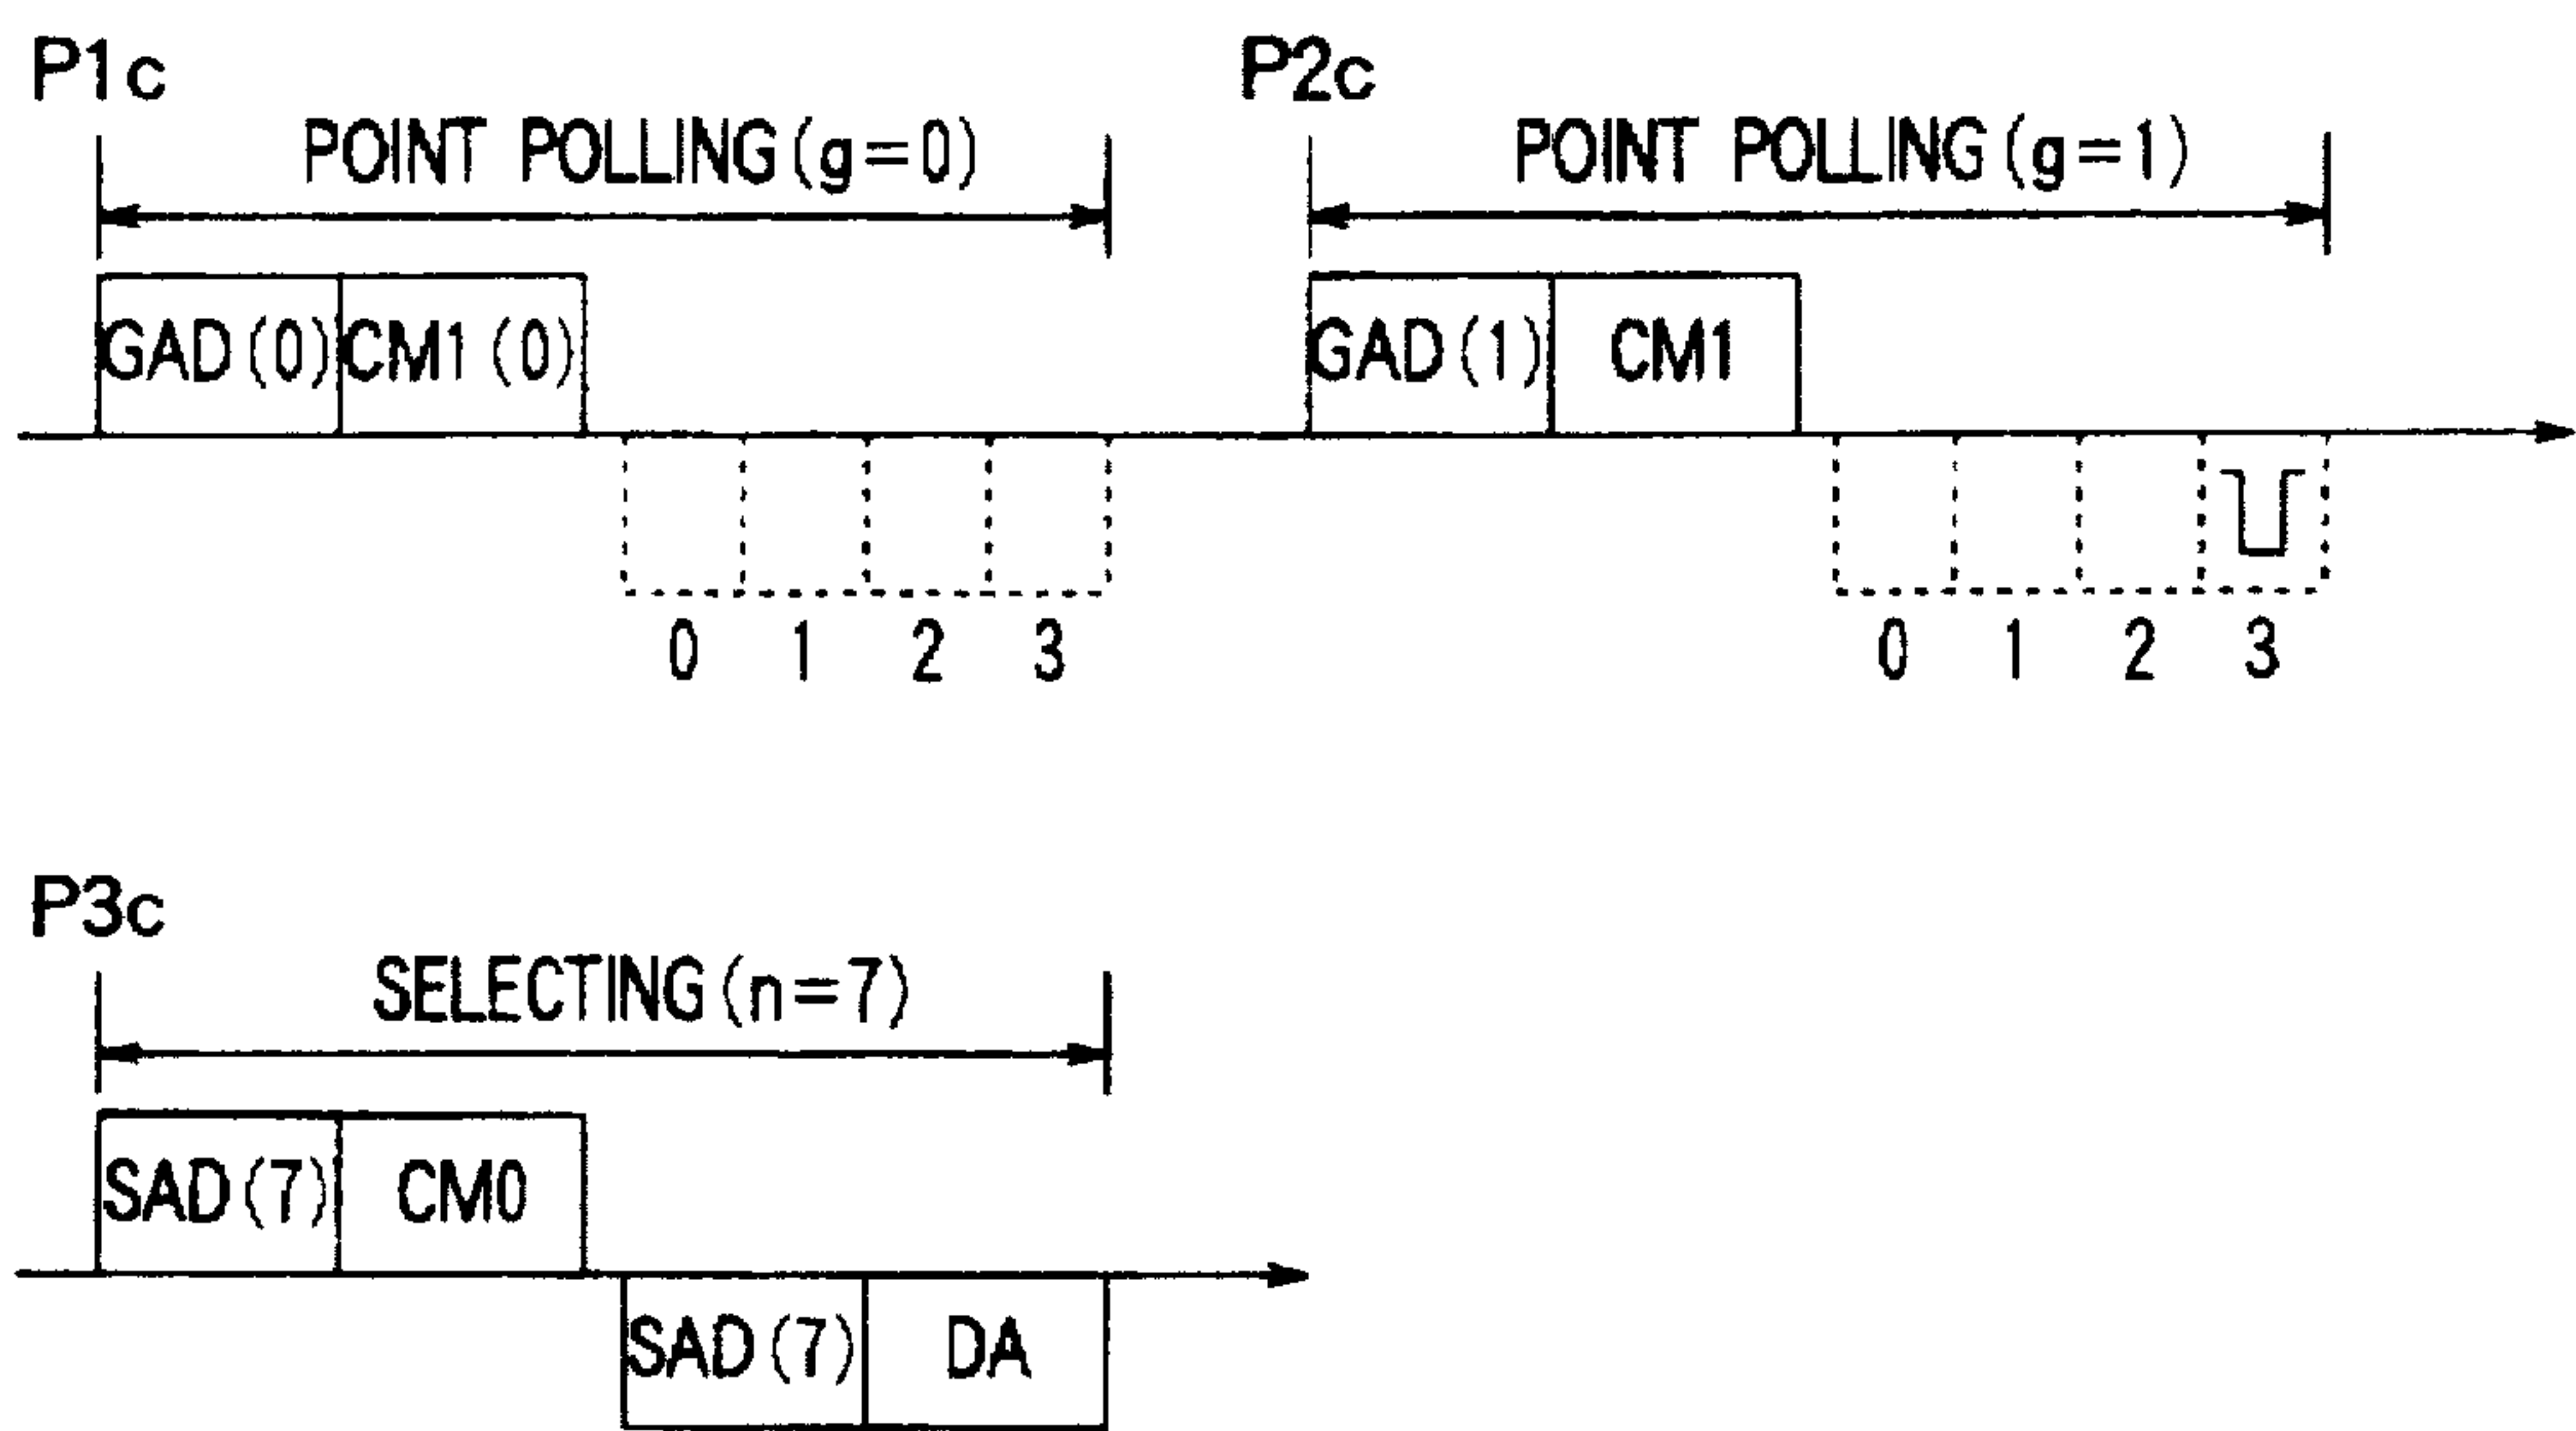 P1c P2c
POINT POLLING(g=0) POINT POLLING(g=1)
GAD(0) CM1(0) GAD(1) CM1
0 1 2 3 0 1 2 3
P3c
SELECTING(n=7)
SAD(7) CM0
SAD(7) DA